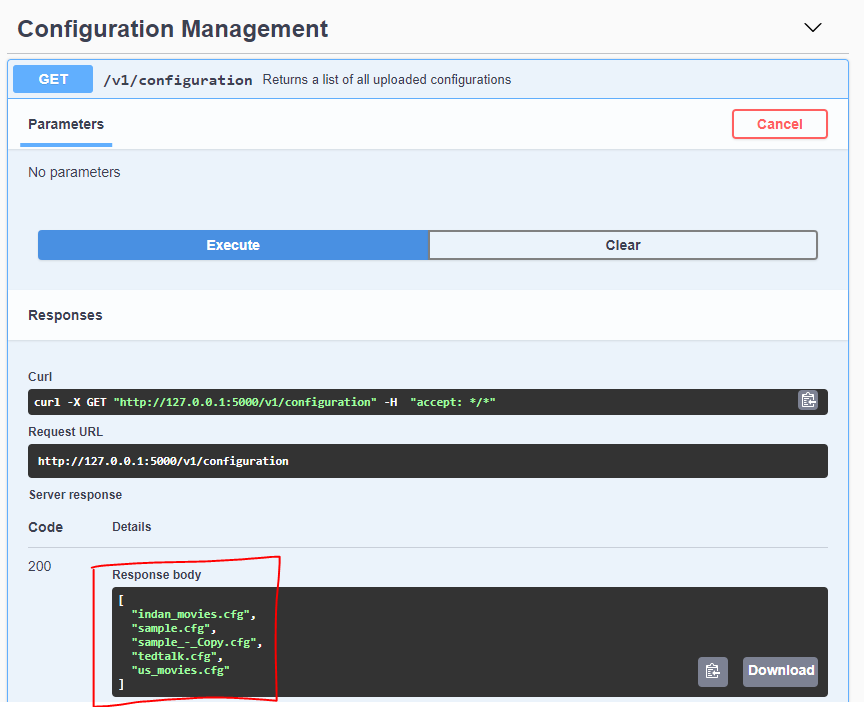 Configuration Management
GET /v1/configuration Returns a list of all uploaded configurations
Parameters Cancel
No parameters
Execute Clear
Responses
Curl
curl -X GET "http://127.0.0.1:5000/v1/configuration" -H  "accept: */*"
Request URL
http://127.0.0.1:5000/v1/configuration
Server response
Code Details
200
Response body
[
  "indan_movies.cfg",
  "sample.cfg",
  "sample_-_Copy.cfg",
  "tedtalk.cfg",
  "us_movies.cfg"
]
Download